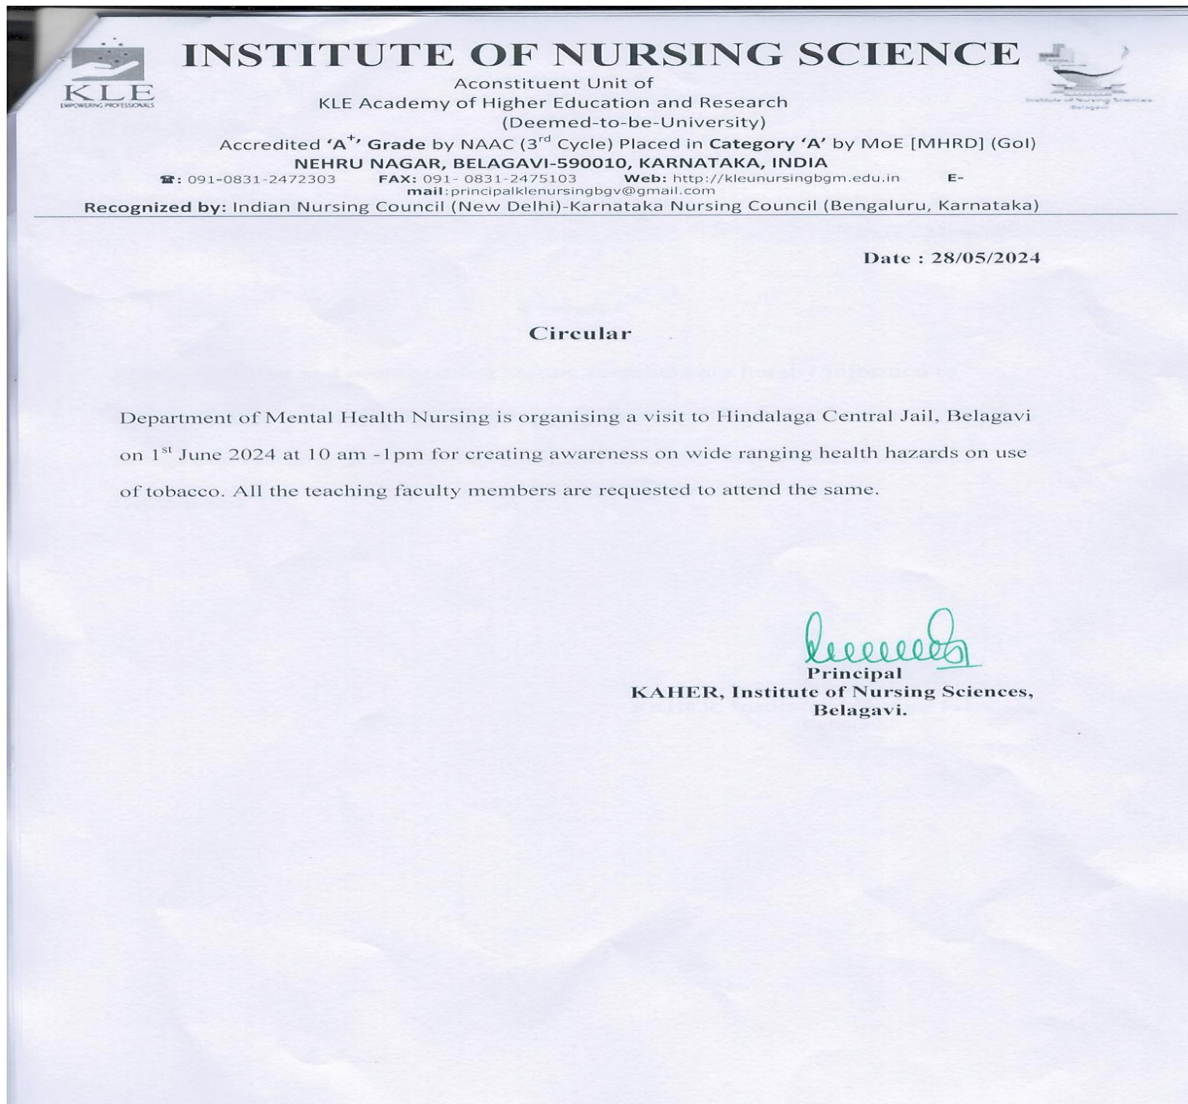 INSTITUTE OF NURSING SCIENCE
KLE
EMPOWERING PROFESSIONALS
Institute of Nursing Sciences
Belagavi
Aconstituent Unit of
KLE Academy of Higher Education and Research
(Deemed-to-be-University)
Accredited ‘A+’ Grade by NAAC (3rd Cycle) Placed in Category ‘A’ by MoE [MHRD] (GoI)
NEHRU NAGAR, BELAGAVI-590010, KARNATAKA, INDIA
☎: 091-0831-2472303 FAX: 091- 0831-2475103 Web: http://kleunursingbgm.edu.in E-
mail:principalklenursingbgv@gmail.com
Recognized by: Indian Nursing Council (New Delhi)-Karnataka Nursing Council (Bengaluru, Karnataka)
Date : 28/05/2024
Circular
Department of Mental Health Nursing is organising a visit to Hindalaga Central Jail, Belagavi
on 1st June 2024 at 10 am -1pm for creating awareness on wide ranging health hazards on use
of tobacco. All the teaching faculty members are requested to attend the same.
Principal
KAHER, Institute of Nursing Sciences,
Belagavi.